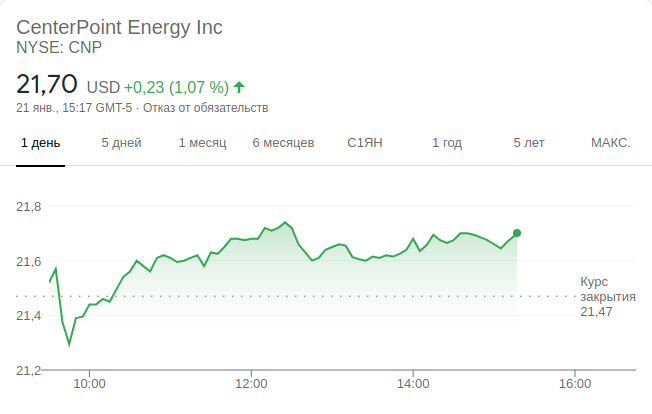 CenterPoint Energy Inc
NYSE: CNP
21,70 USD +0,23 (1,07 %)
21 янв., 15:17 GMT-5 · Отказ от обязательств
1 день 5 дней 1 месяц 6 месяцев С1ЯН 1 год 5 лет МАКС.
21,8
21,6
Курс
закрытия
21,47
21,4
21,2
10:00 12:00 14:00 16:00